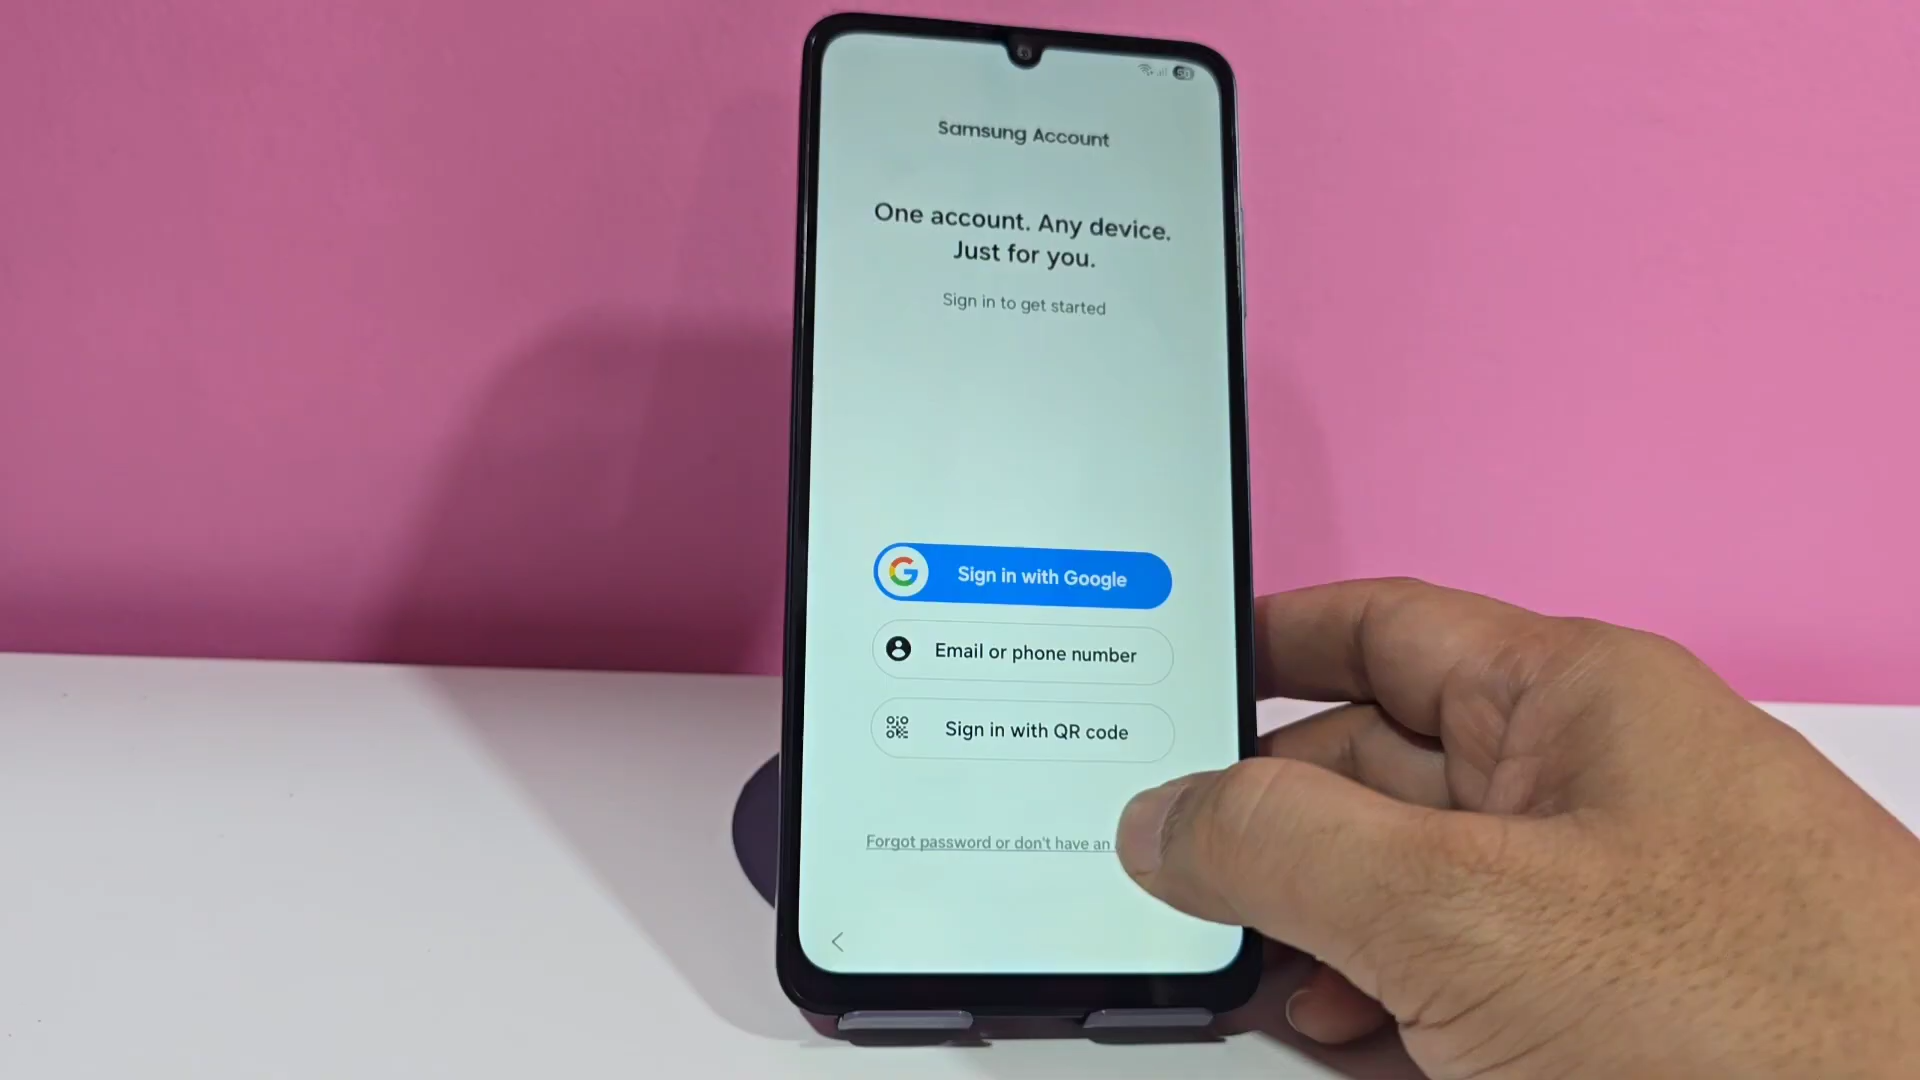 50
Samsung Account
One account. Any device.
Just for you.
Sign in to get started
Sign in with Google
Email or phone number
Sign in with QR code
Forgot password or don't have an